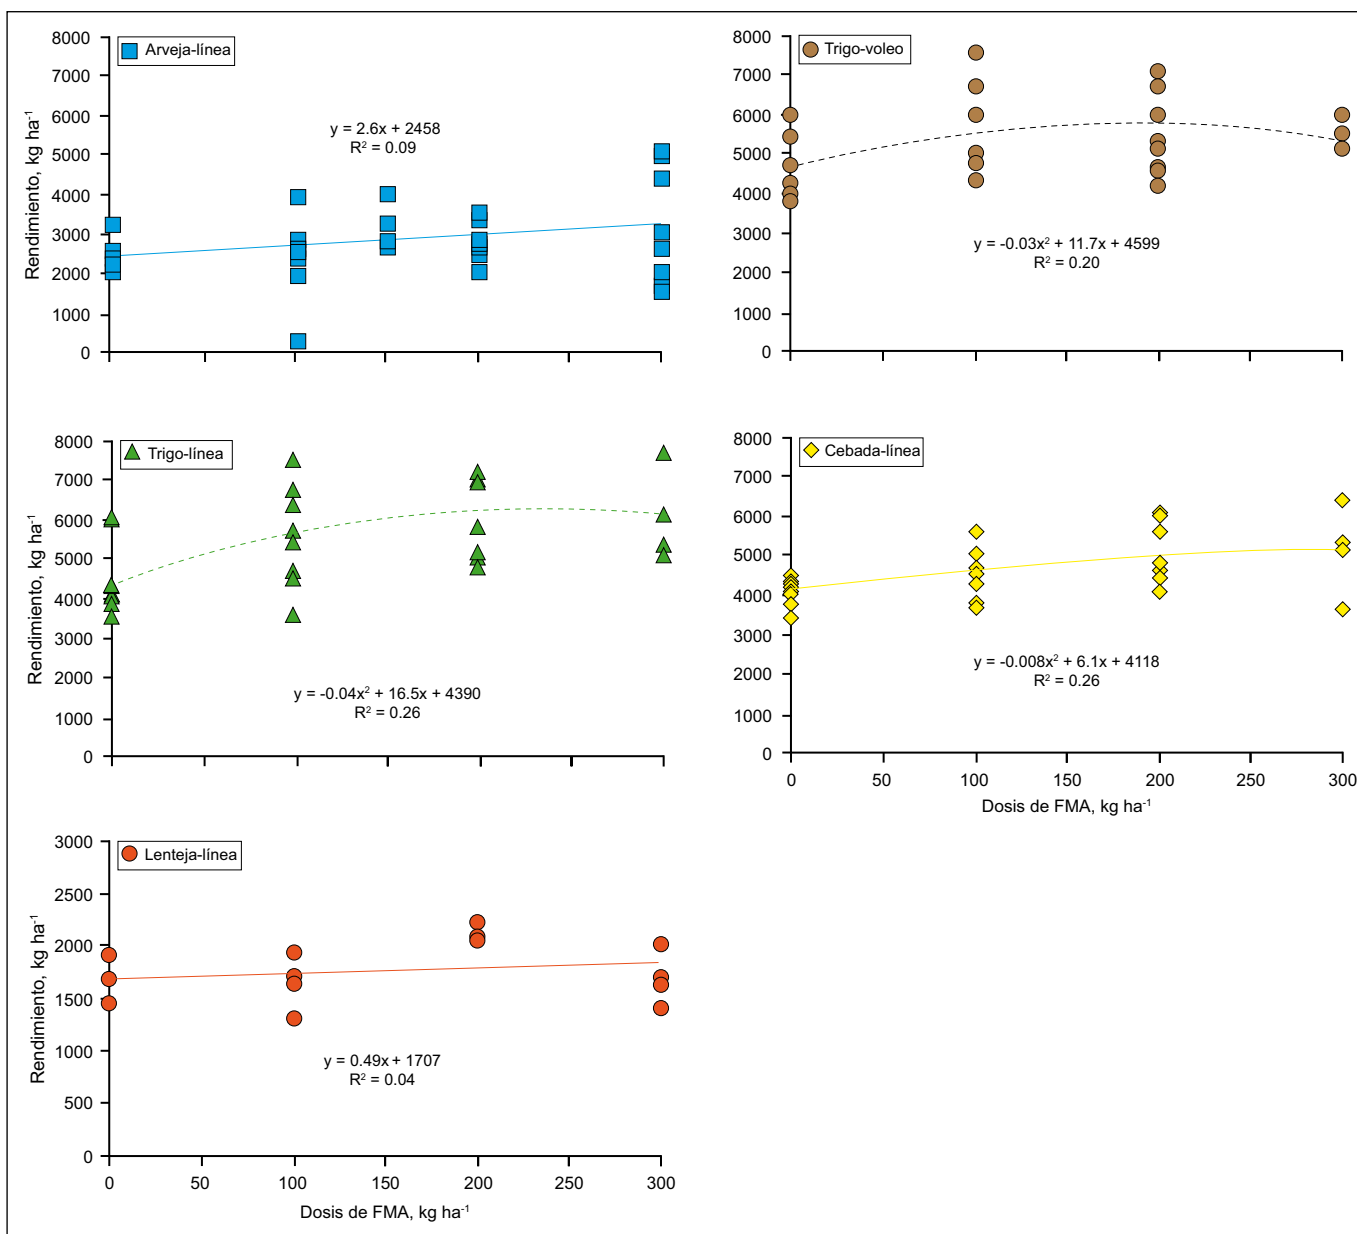 Arveja-línea
8000
7000
6000
5000
4000
3000
2000
1000
0
Rendimiento, kg ha⁻¹
y = 2.6x + 2458
R² = 0.09
Trigo-voleo
8000
7000
6000
5000
4000
3000
2000
1000
0
y = -0.03x² + 11.7x + 4599
R² = 0.20
Trigo-línea
8000
7000
6000
5000
4000
3000
2000
1000
0
Rendimiento, kg ha⁻¹
y = -0.04x² + 16.5x + 4390
R² = 0.26
Cebada-línea
8000
7000
6000
5000
4000
3000
2000
1000
0
y = -0.008x² + 6.1x + 4118
R² = 0.26
0 50 100 150 200 250 300
Dosis de FMA, kg ha⁻¹
Lenteja-línea
3000
2500
2000
1500
1000
500
0
Rendimiento, kg ha⁻¹
y = 0.49x + 1707
R² = 0.04
0 50 100 150 200 250 300
Dosis de FMA, kg ha⁻¹